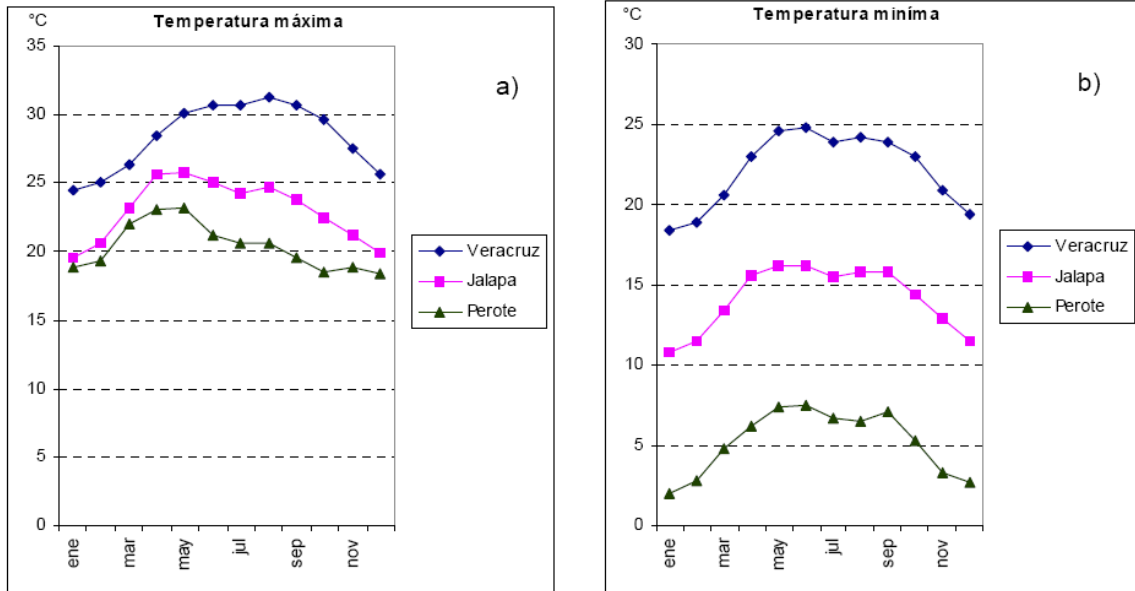 °C
Temperatura máxima
a)
35
30
25
20
15
10
5
0
ene
mar
may
jul
sep
nov
Veracruz
Jalapa
Perote
°C
Temperatura miníma
b)
30
25
20
15
10
5
0
ene
mar
may
jul
sep
nov
Veracruz
Jalapa
Perote